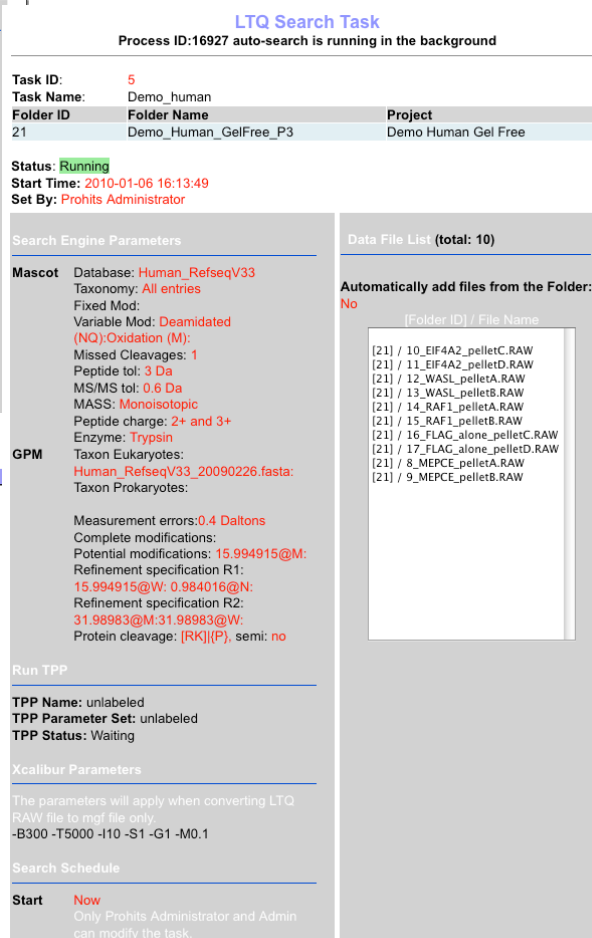 LTQ Search Task
Process ID:16927 auto-search is running in the background
Task ID: 5
Task Name: Demo_human
Folder ID Folder Name Project
21 Demo_Human_GelFree_P3 Demo Human Gel Free
Status: Running
Start Time: 2010-01-06 16:13:49
Set By: Prohits Administrator
Search Engine Parameters
Mascot Database: Human_RefseqV33
Taxonomy: All entries
Fixed Mod:
Variable Mod: Deamidated
(NQ):Oxidation (M):
Missed Cleavages: 1
Peptide tol: 3 Da
MS/MS tol: 0.6 Da
MASS: Monoisotopic
Peptide charge: 2+ and 3+
Enzyme: Trypsin
GPM Taxon Eukaryotes:
Human_RefseqV33_20090226.fasta:
Taxon Prokaryotes:
Measurement errors:0.4 Daltons
Complete modifications:
Potential modifications: 15.994915@M:
Refinement specification R1:
15.994915@W: 0.984016@N:
Refinement specification R2:
31.98983@M:31.98983@W:
Protein cleavage: [RK]|{P}, semi: no
Run TPP
TPP Name: unlabeled
TPP Parameter Set: unlabeled
TPP Status: Waiting
Xcalibur Parameters
The parameters will apply when converting LTQ
RAW file to mgf file only.
-B300 -T5000 -I10 -S1 -G1 -M0.1
Search Schedule
Start Now
Only Prohits Administrator and Admin
can modify the task.
Data File List (total: 10)
Automatically add files from the Folder:
No
[Folder ID] / File Name
[21] / 10_EIF4A2_pelletC.RAW
[21] / 11_EIF4A2_pelletD.RAW
[21] / 12_WASL_pelletA.RAW
[21] / 13_WASL_pelletB.RAW
[21] / 14_RAF1_pelletA.RAW
[21] / 15_RAF1_pelletB.RAW
[21] / 16_FLAG_alone_pelletC.RAW
[21] / 17_FLAG_alone_pelletD.RAW
[21] / 8_MEPCE_pelletA.RAW
[21] / 9_MEPCE_pelletB.RAW